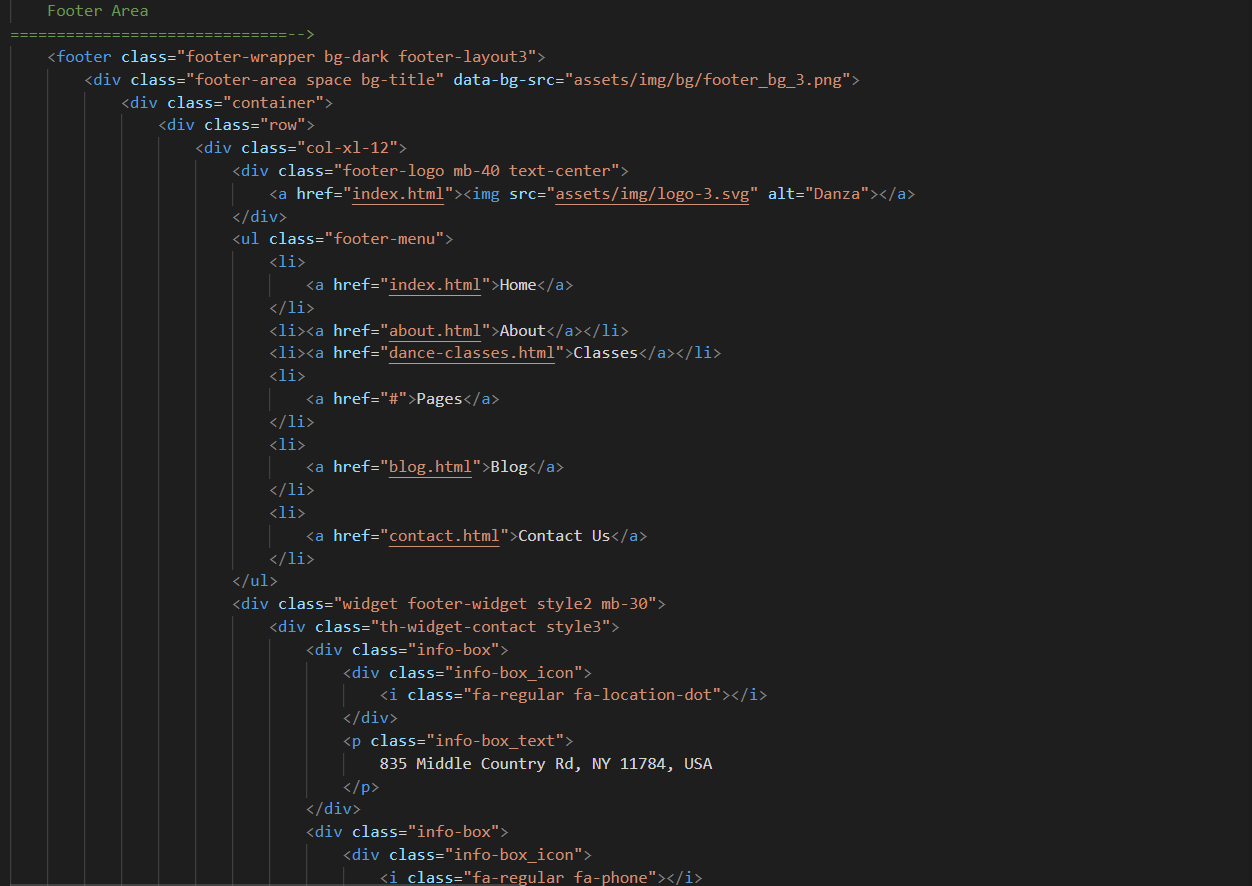 Footer Area
==============================-->
<footer class="footer-wrapper bg-dark footer-layout3">
<div class="footer-area space bg-title" data-bg-src="assets/img/bg/footer_bg_3.png">
<div class="container">
<div class="row">
<div class="col-xl-12">
<div class="footer-logo mb-40 text-center">
<a href="index.html"><img src="assets/img/logo-3.svg" alt="Danza"></a>
</div>
<ul class="footer-menu">
<li>
<a href="index.html">Home</a>
</li>
<li><a href="about.html">About</a></li>
<li><a href="dance-classes.html">Classes</a></li>
<li>
<a href="#">Pages</a>
</li>
<li>
<a href="blog.html">Blog</a>
</li>
<li>
<a href="contact.html">Contact Us</a>
</li>
</ul>
<div class="widget footer-widget style2 mb-30">
<div class="th-widget-contact style3">
<div class="info-box">
<div class="info-box_icon">
<i class="fa-regular fa-location-dot"></i>
</div>
<p class="info-box_text">
835 Middle Country Rd, NY 11784, USA
</p>
</div>
<div class="info-box">
<div class="info-box_icon">
<i class="fa-regular fa-phone"></i>